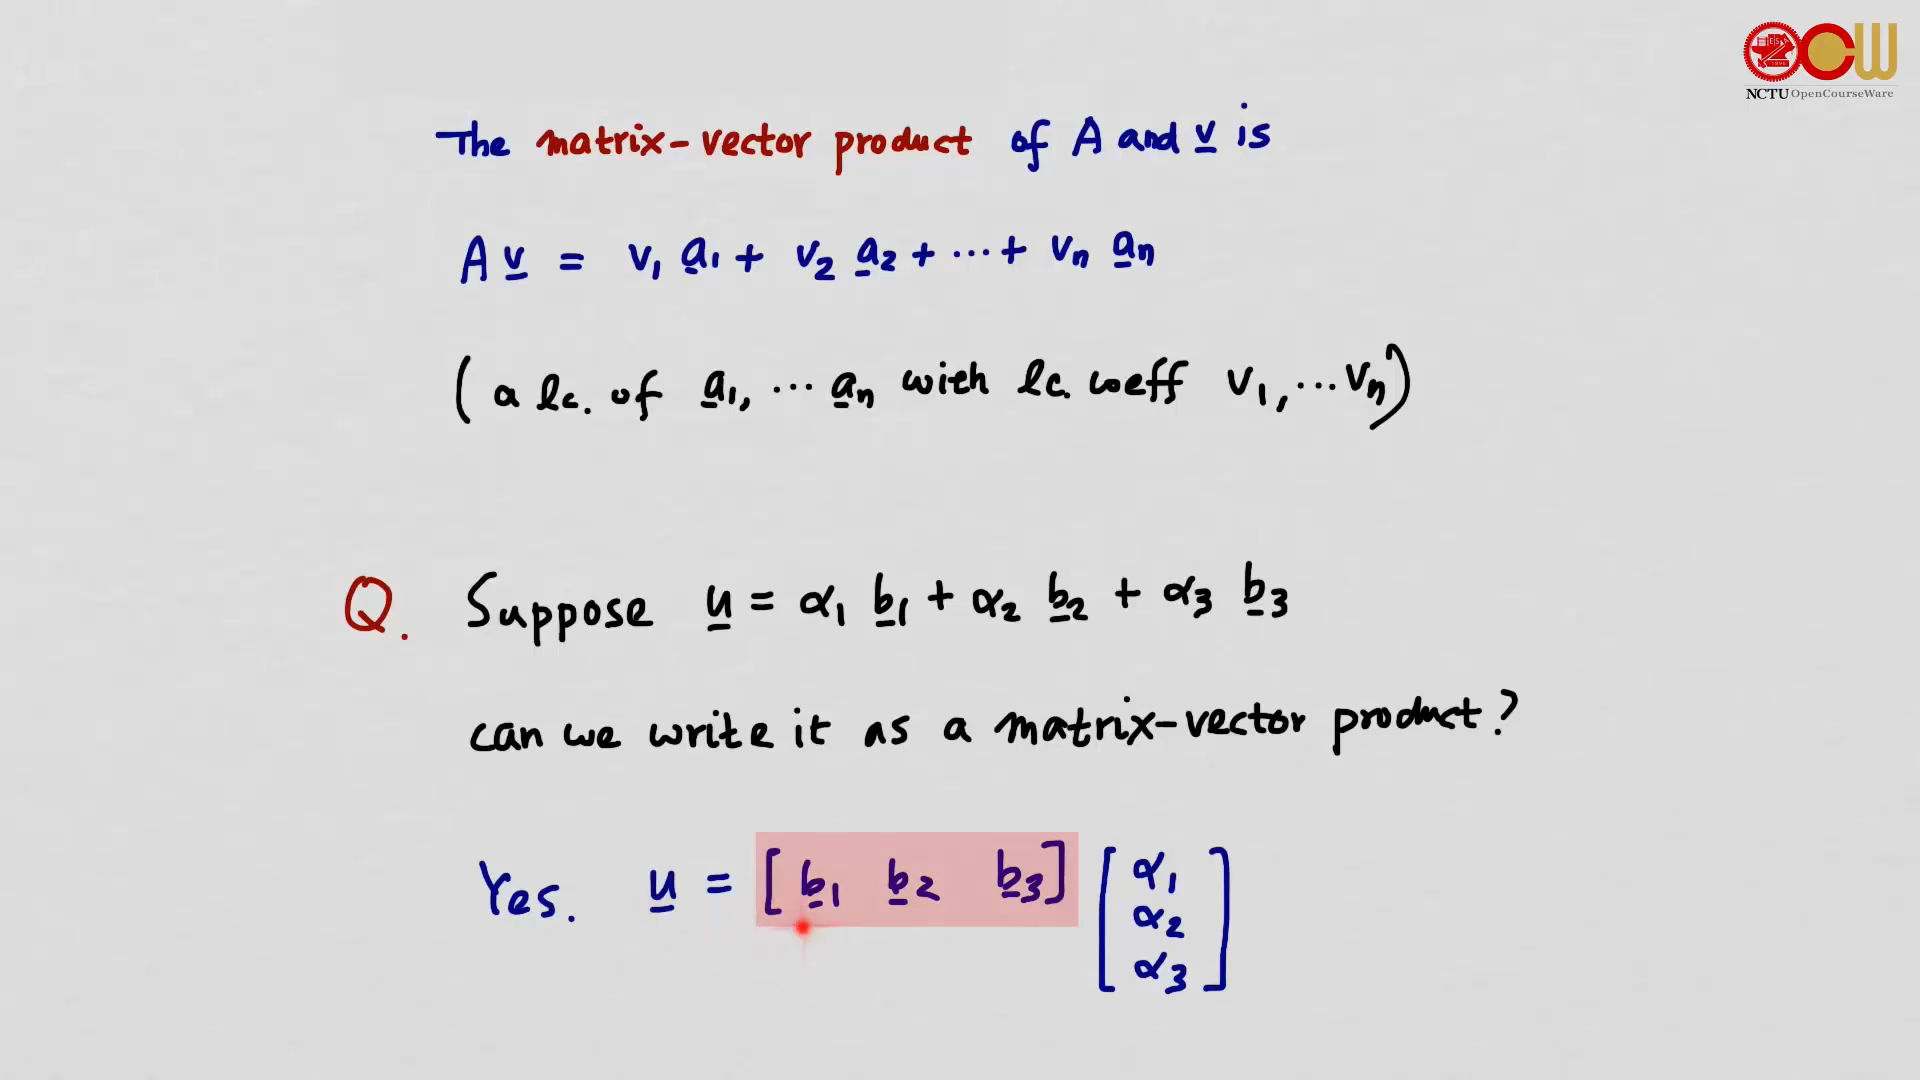 NCTU OpenCourseWare
The matrix-vector product of A and v is
A v = v₁ a₁ + v₂ a₂ + ⋯ + vₙ aₙ
( a lc. of a₁, ⋯ aₙ with lc. coeff v₁, ⋯ vₙ)
Q. Suppose u = α₁ b₁ + α₂ b₂ + α₃ b₃
can we write it as a matrix-vector product?
Yes. u = [ b₁ b₂ b₃ ] [ α₁
α₂
α₃ ]